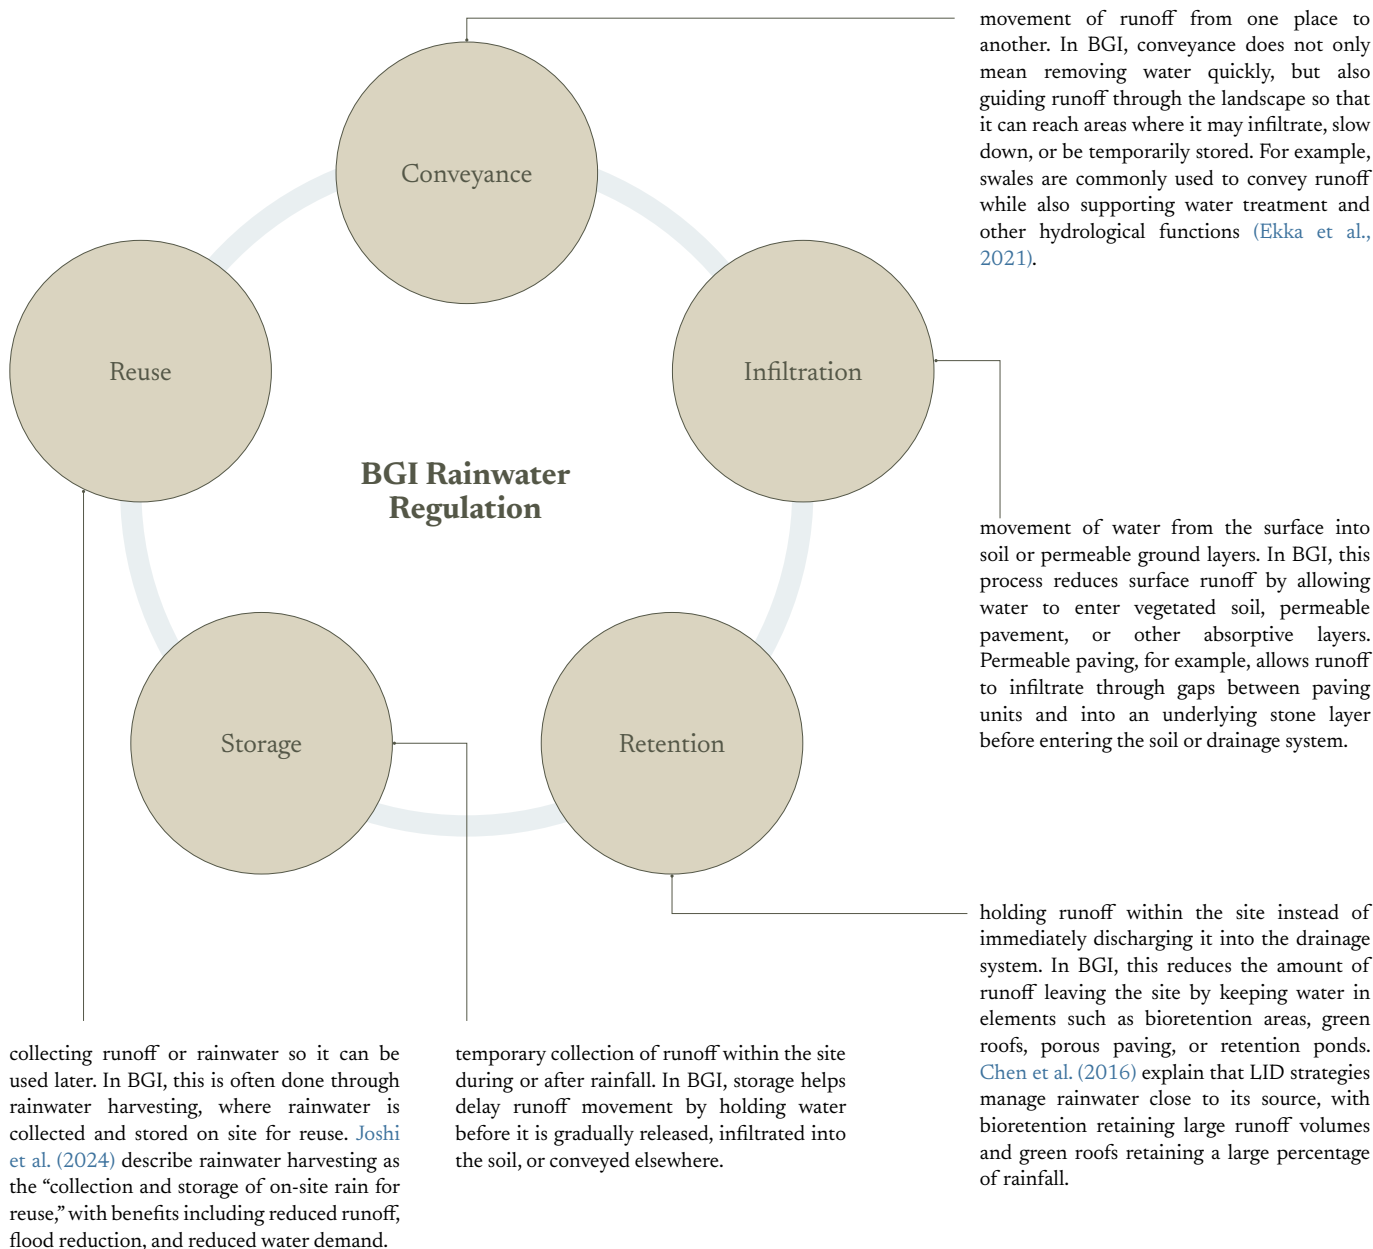 movement of runoff from one place to
another. In BGI, conveyance does not only
mean removing water quickly, but also
guiding runoff through the landscape so that
it can reach areas where it may infiltrate, slow
down, or be temporarily stored. For example,
swales are commonly used to convey runoff
while also supporting water treatment and
other hydrological functions (Ekka et al.,
2021).
Conveyance
Reuse
Infiltration
BGI Rainwater
Regulation
movement of water from the surface into
soil or permeable ground layers. In BGI, this
process reduces surface runoff by allowing
water to enter vegetated soil, permeable
pavement, or other absorptive layers.
Permeable paving, for example, allows runoff
to infiltrate through gaps between paving
units and into an underlying stone layer
before entering the soil or drainage system.
Storage
Retention
holding runoff within the site instead of
immediately discharging it into the drainage
system. In BGI, this reduces the amount of
runoff leaving the site by keeping water in
elements such as bioretention areas, green
roofs, porous paving, or retention ponds.
Chen et al. (2016) explain that LID strategies
manage rainwater close to its source, with
bioretention retaining large runoff volumes
and green roofs retaining a large percentage
of rainfall.
collecting runoff or rainwater so it can be
used later. In BGI, this is often done through
rainwater harvesting, where rainwater is
collected and stored on site for reuse. Joshi
et al. (2024) describe rainwater harvesting as
the “collection and storage of on-site rain for
reuse,” with benefits including reduced runoff,
flood reduction, and reduced water demand.
temporary collection of runoff within the site
during or after rainfall. In BGI, storage helps
delay runoff movement by holding water
before it is gradually released, infiltrated into
the soil, or conveyed elsewhere.